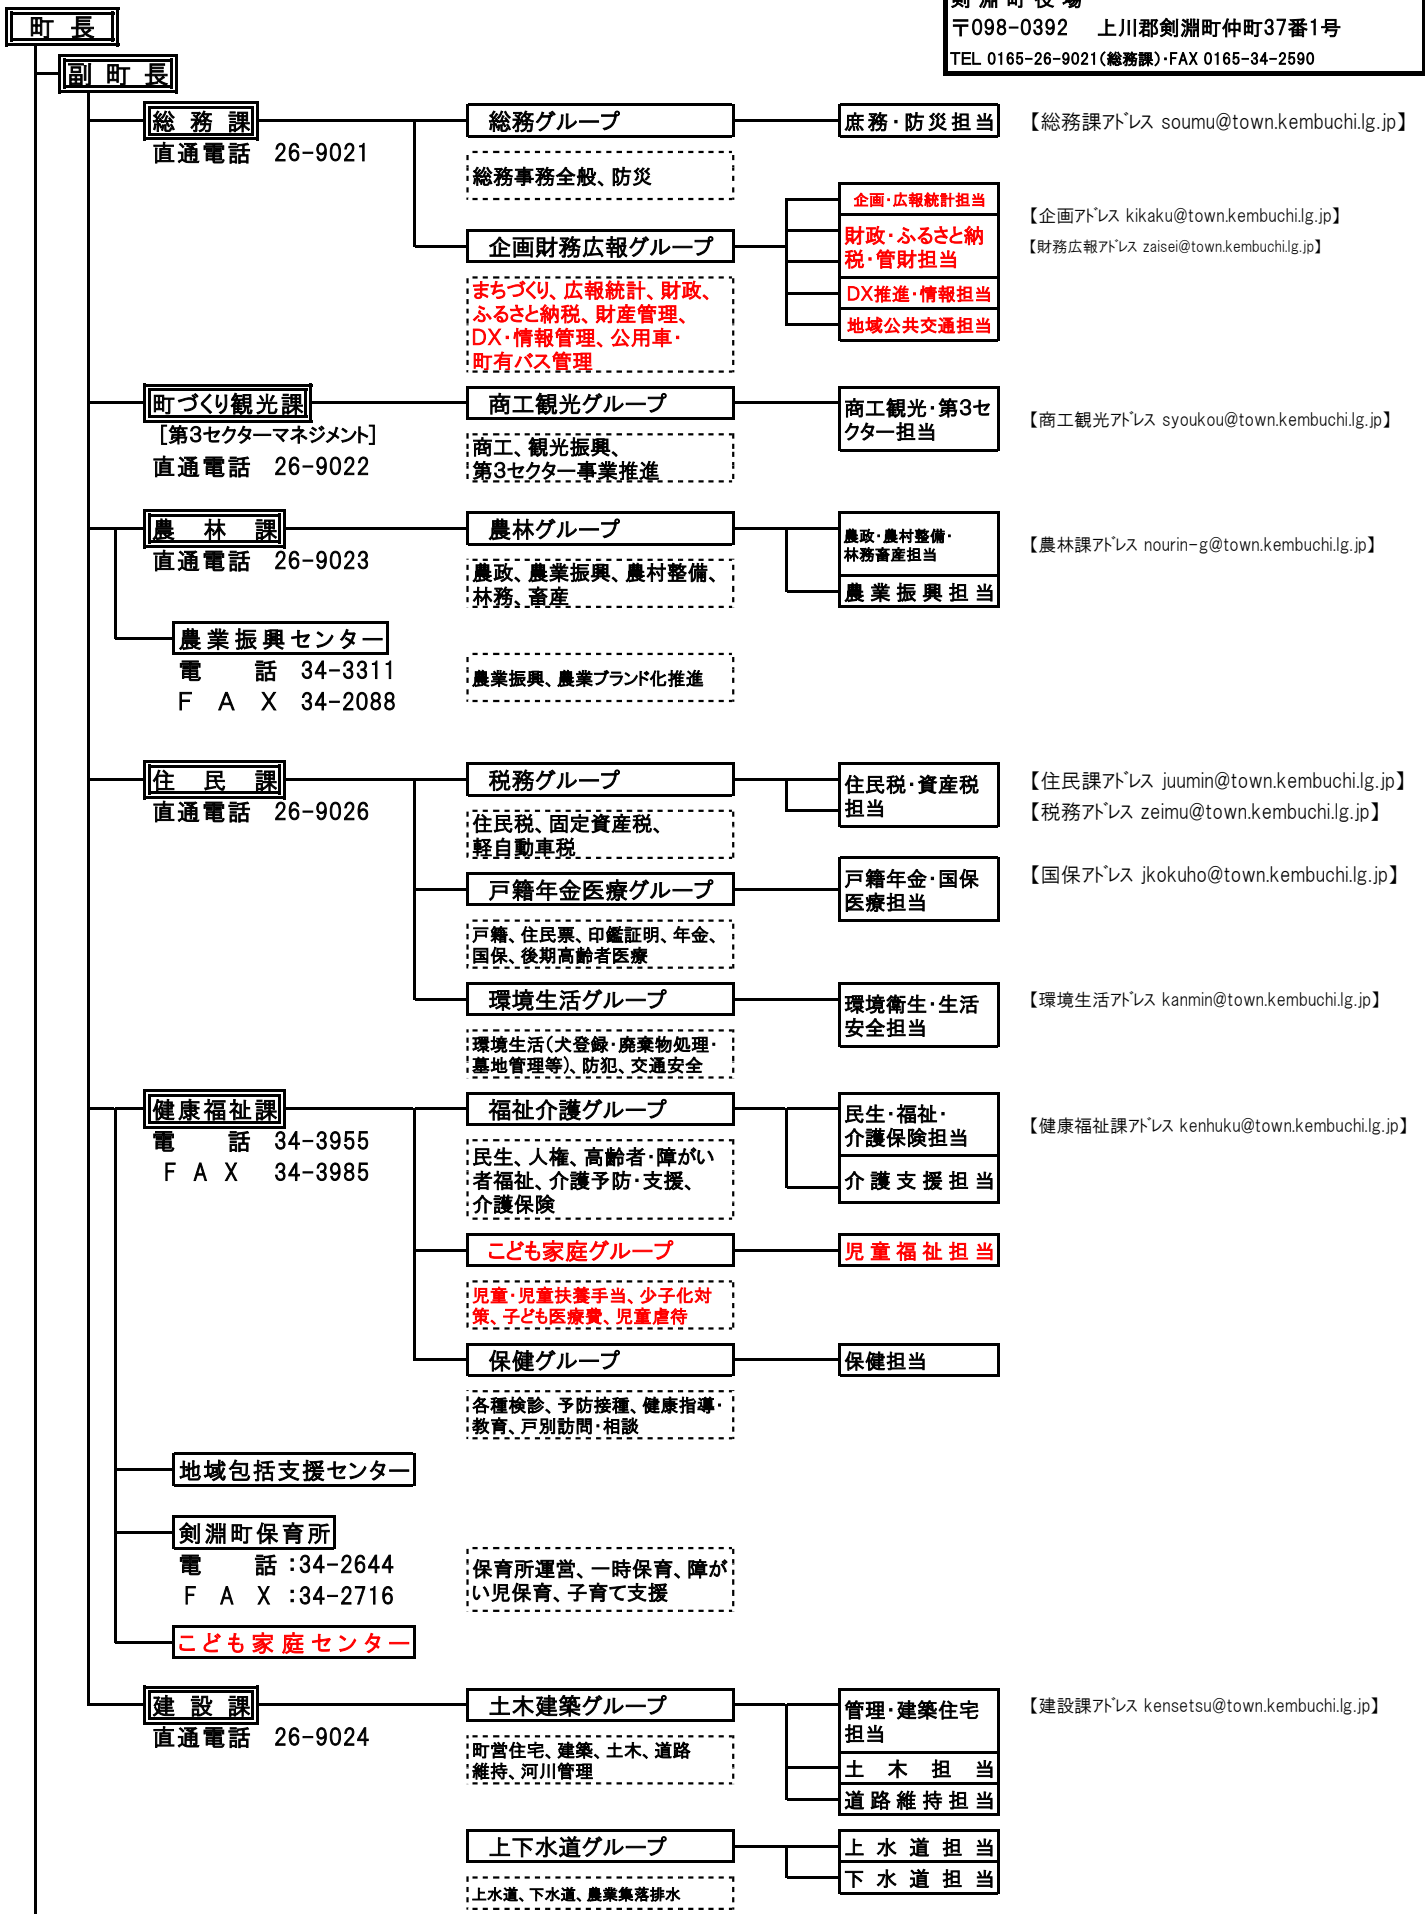 剣淵町役場
町長
〒098-0392　上川郡剣淵町仲町37番1号
副町長
TEL 0165-26-9021(総務課)・FAX 0165-34-2590
総務課
総務グループ
庶務・防災担当
【総務課アドレス soumu@town.kembuchi.lg.jp】
直通電話　26-9021
総務事務全般、防災
企画・広報統計担当
【企画アドレス kikaku@town.kembuchi.lg.jp】
企画財務広報グループ
財政・ふるさと納
税・管財担当
【財務広報アドレス zaisei@town.kembuchi.lg.jp】
まちづくり、広報統計、財政、
ふるさと納税、財産管理、
DX・情報管理、公用車・
町有バス管理
DX推進・情報担当
地域公共交通担当
町づくり観光課
商工観光グループ
商工観光・第3セ
クター担当
【商工観光アドレス syoukou@town.kembuchi.lg.jp】
[第3セクターマネジメント]
直通電話　26-9022
商工、観光振興、
第3セクター事業推進
農林課
農林グループ
農政・農村整備・
林務畜産担当
【農林課アドレス nourin-g@town.kembuchi.lg.jp】
直通電話　26-9023
農政、農業振興、農村整備、
林務、畜産
農業振興担当
農業振興センター
電話　34-3311
FAX　34-2088
農業振興、農業ブランド化推進
住民課
税務グループ
住民税・資産税
担当
【住民課アドレス juumin@town.kembuchi.lg.jp】
直通電話　26-9026
【税務アドレス zeimu@town.kembuchi.lg.jp】
住民税、固定資産税、
軽自動車税
戸籍年金医療グループ
戸籍年金・国保
医療担当
【国保アドレス jkokuho@town.kembuchi.lg.jp】
戸籍、住民票、印鑑証明、年金、
国保、後期高齢者医療
環境生活グループ
環境衛生・生活
安全担当
【環境生活アドレス kanmin@town.kembuchi.lg.jp】
環境生活(犬登録・廃棄物処理・
墓地管理等)、防犯、交通安全
健康福祉課
福祉介護グループ
民生・福祉・
介護保険担当
【健康福祉課アドレス kenhuku@town.kembuchi.lg.jp】
電話　34-3955
FAX　34-3985
民生、人権、高齢者・障がい
者福祉、介護予防・支援、
介護保険
介護支援担当
こども家庭グループ
児童福祉担当
児童・児童扶養手当、少子化対
策、子ども医療費、児童虐待
保健グループ
保健担当
各種検診、予防接種、健康指導・
教育、戸別訪問・相談
地域包括支援センター
剣淵町保育所
電話:34-2644
FAX:34-2716
保育所運営、一時保育、障が
い児保育、子育て支援
こども家庭センター
建設課
土木建築グループ
管理・建築住宅
担当
【建設課アドレス kensetsu@town.kembuchi.lg.jp】
直通電話　26-9024
町営住宅、建築、土木、道路
維持、河川管理
土木担当
道路維持担当
上下水道グループ
上水道担当
下水道担当
上水道、下水道、農業集落排水